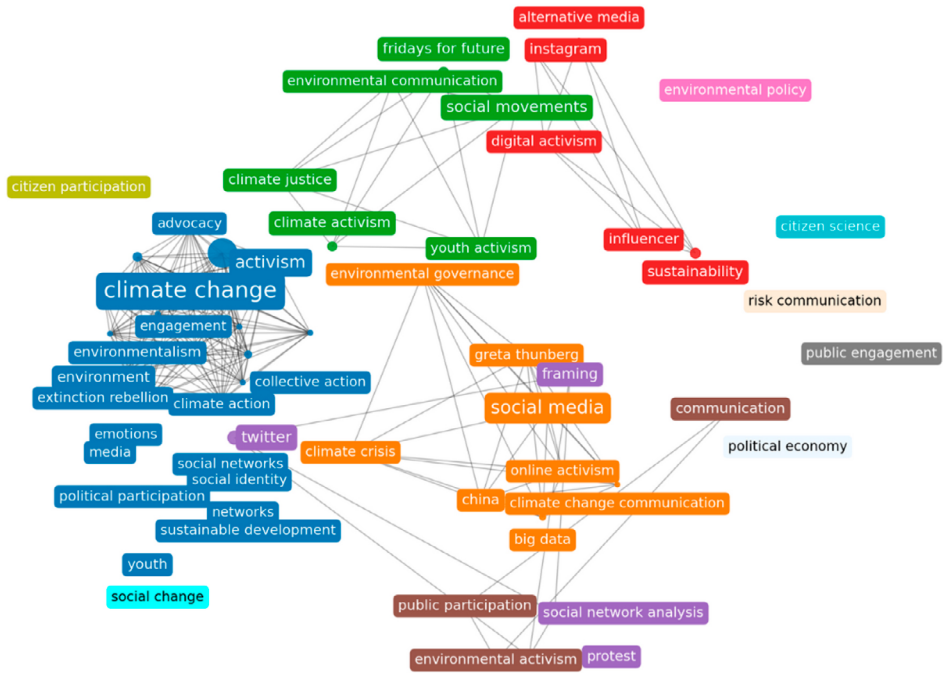 alternative media
fridays for future
instagram
environmental communication
environmental policy
social movements
digital activism
climate justice
citizen participation
advocacy
climate activism
citizen science
influencer
youth activism
activism
sustainability
environmental governance
climate change
risk communication
engagement
environmentalism
greta thunberg
public engagement
framing
environment
collective action
extinction rebellion
climate action
social media
communication
emotions
twitter
political economy
media
climate crisis
social networks
online activism
social identity
political participation
china
climate change communication
networks
sustainable development
big data
youth
social change
public participation
social network analysis
environmental activism
protest